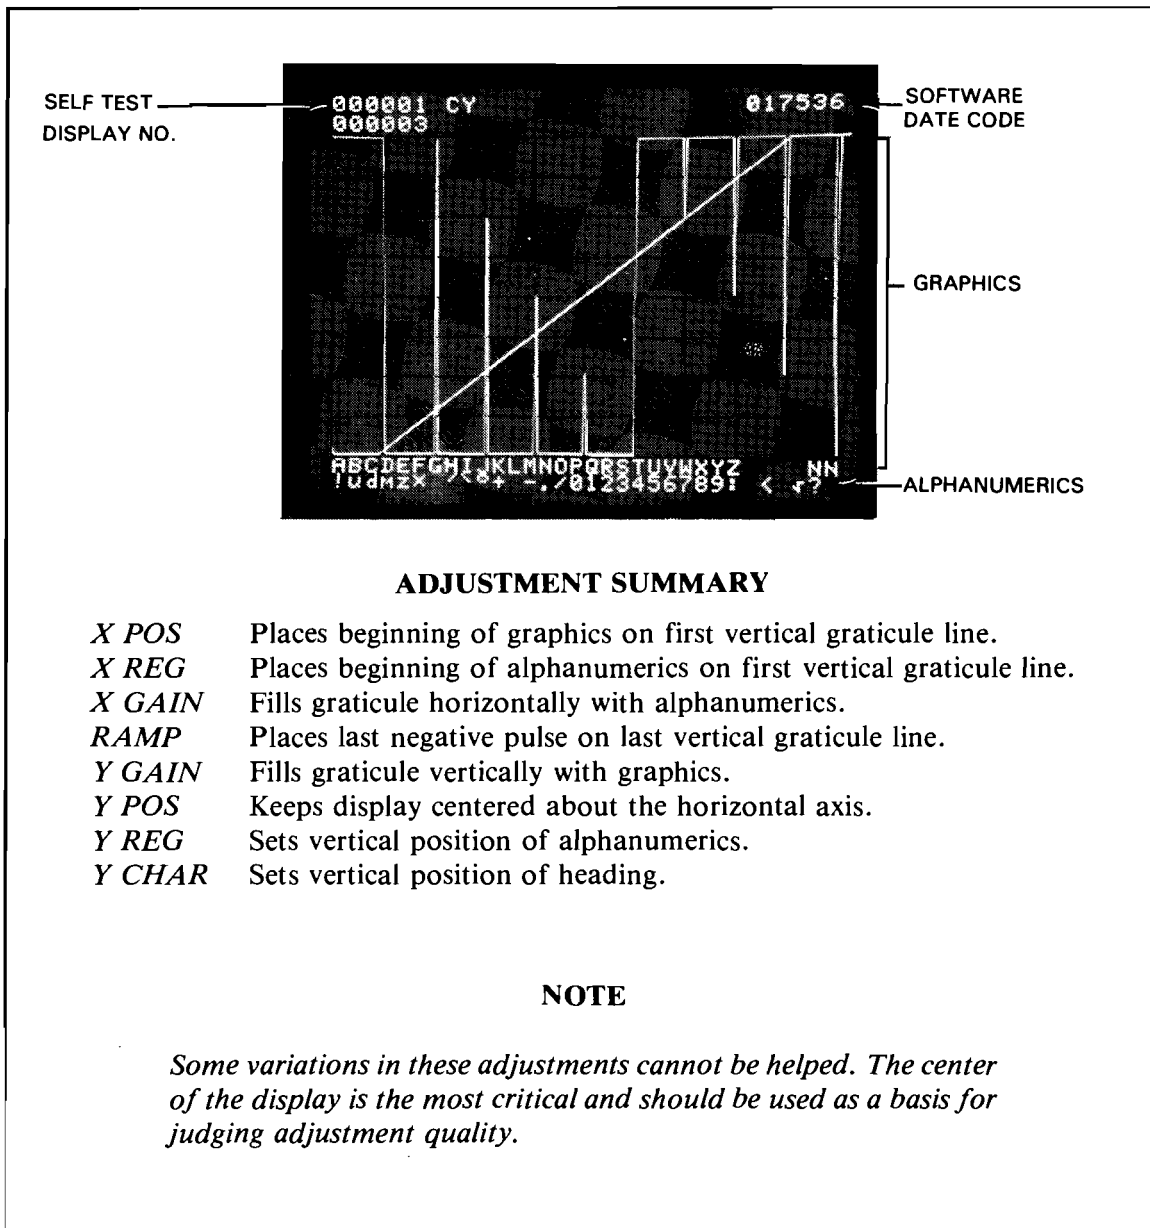 SELF TEST
DISPLAY NO.
000001 CY
000003
017536
SOFTWARE
DATE CODE
GRAPHICS
ABCDEFGHIJKLMNOPQRSTUVWXYZ NN
0123456789:
ALPHANUMERICS
ADJUSTMENT SUMMARY
X POS Places beginning of graphics on first vertical graticule line.
X REG Places beginning of alphanumerics on first vertical graticule line.
X GAIN Fills graticule horizontally with alphanumerics.
RAMP Places last negative pulse on last vertical graticule line.
Y GAIN Fills graticule vertically with graphics.
Y POS Keeps display centered about the horizontal axis.
Y REG Sets vertical position of alphanumerics.
Y CHAR Sets vertical position of heading.
NOTE
Some variations in these adjustments cannot be helped. The center
of the display is the most critical and should be used as a basis for
judging adjustment quality.